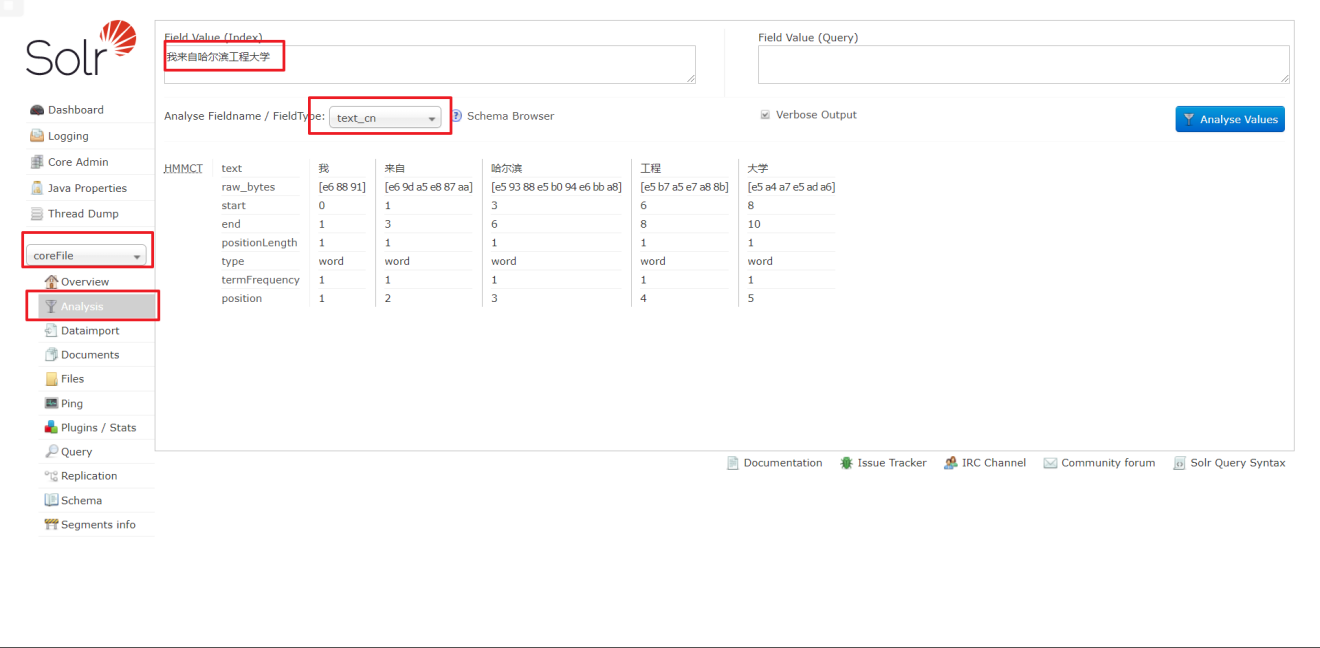 Solr
Dashboard
Logging
Core Admin
Java Properties
Thread Dump
coreFile
Overview
Analysis
Dataimport
Documents
Files
Ping
Plugins / Stats
Query
Replication
Schema
Segments info
Field Value (Index)
我来自哈尔滨工程大学
Field Value (Query)
Analyse Fieldname / FieldType: text_cn Schema Browser
Verbose Output
Analyse Values
HMMCT text 我 来自 哈尔滨 工程 大学
raw_bytes [e6 88 91] [e6 9d a5 e8 87 aa] [e5 93 88 e5 b0 94 e6 bb a8] [e5 b7 a5 e7 a8 8b] [e5 a4 a7 e5 ad a6]
start 0 1 3 6 8
end 1 3 6 8 10
positionLength 1 1 1 1 1
type word word word word word
termFrequency 1 1 1 1 1
position 1 2 3 4 5
Documentation Issue Tracker IRC Channel Community forum Solr Query Syntax